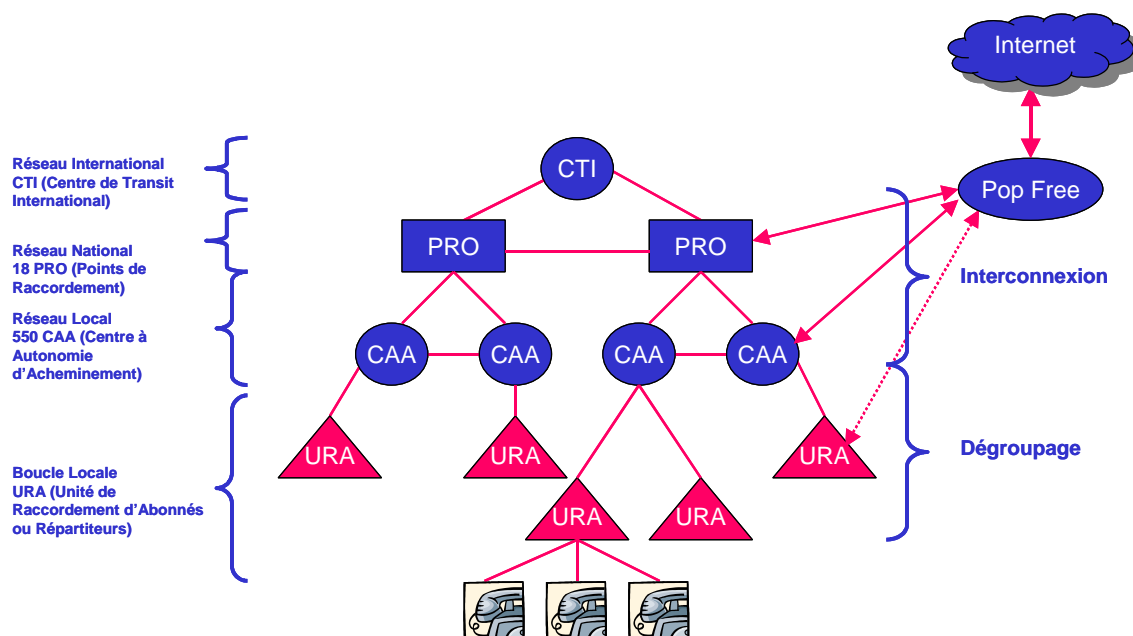 Internet
Réseau International
CTI (Centre de Transit
International)
CTI
Pop Free
Réseau National
18 PRO (Points de
Raccordement)
PRO
PRO
Interconnexion
Réseau Local
550 CAA (Centre à
Autonomie
d’Acheminement)
CAA
CAA
CAA
CAA
URA
URA
URA
Dégroupage
Boucle Locale
URA (Unité de
Raccordement d’Abonnés
ou Répartiteurs)
URA
URA